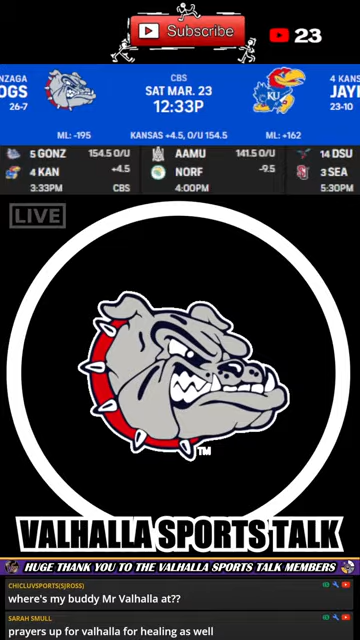 Subscribe
23
NZAGA
OGS
26-7
CBS
SAT MAR. 23
12:33P
4 KANS
JAYH
23-10
KU
ML: -195
KANSAS +4.5, O/U 154.5
ML: +162
5 GONZ 154.5 O/U
4 KAN +4.5
3:33PM CBS
AAMU 141.5 O/U
NORF -9.5
4:00PM
14 DSU
3 SEA
5:30PM
LIVE
TM
VALHALLA SPORTS TALK
HUGE THANK YOU TO THE VALHALLA SPORTS TALK MEMBERS
CHICLUVSPORTS(SJROSS)
where's my buddy Mr Valhalla at??
SARAH SMULL
prayers up for valhalla for healing as well